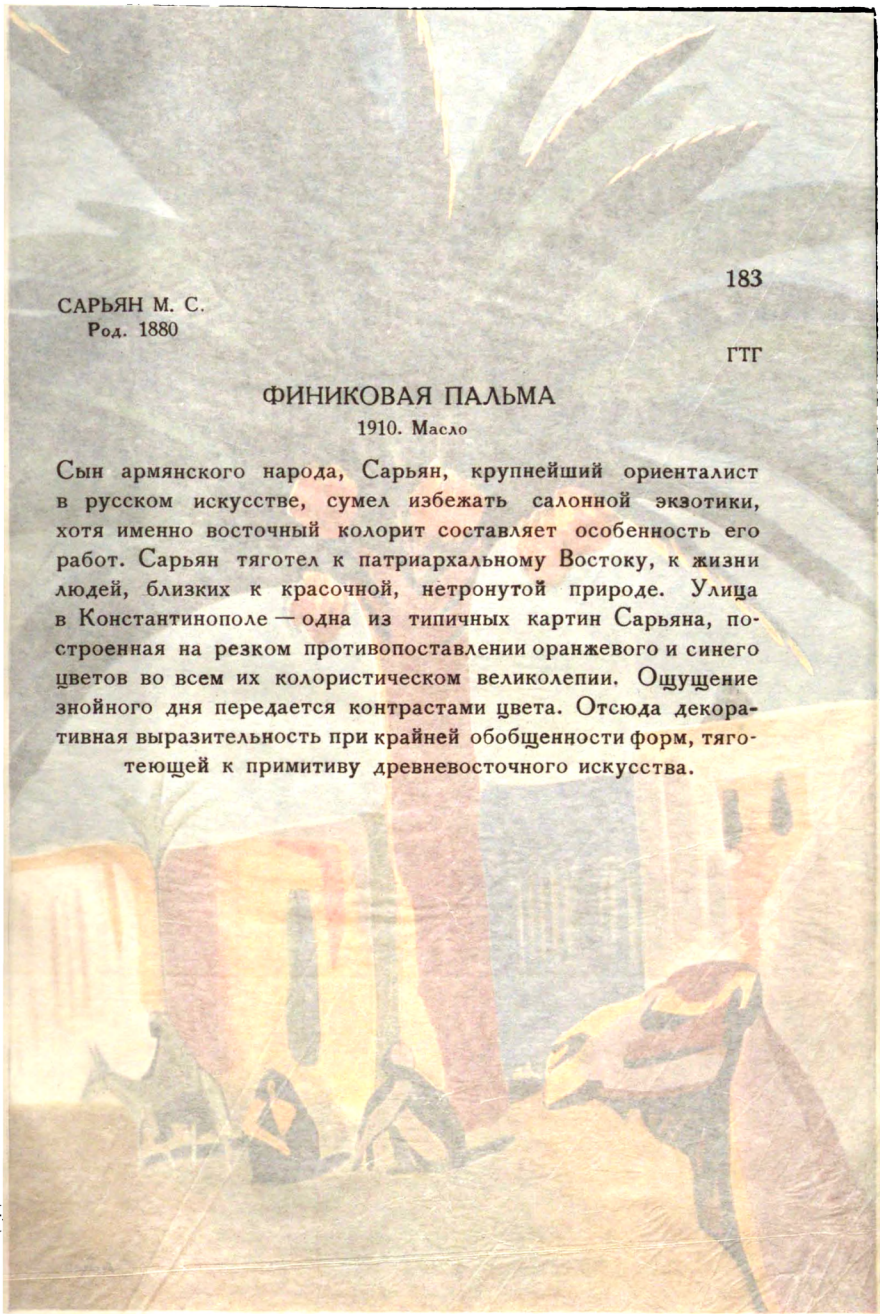 183
САРЬЯН М. С.
Род. 1880
ГТГ
ФИНИКОВАЯ ПАЛЬМА
1910. Масло
Сын армянского народа, Сарьян, крупнейший ориенталист
в русском искусстве, сумел избежать салонной экзотики,
хотя именно восточный колорит составляет особенность его
работ. Сарьян тяготел к патриархальному Востоку, к жизни
людей, близких к красочной, нетронутой природе. Улица
в Константинополе — одна из типичных картин Сарьяна, по-
строенная на резком противопоставлении оранжевого и синего
цветов во всем их колористическом великолепии. Ощущение
знойного дня передается контрастами цвета. Отсюда декора-
тивная выразительность при крайней обобщенности форм, тяго-
теющей к примитиву древневосточного искусства.